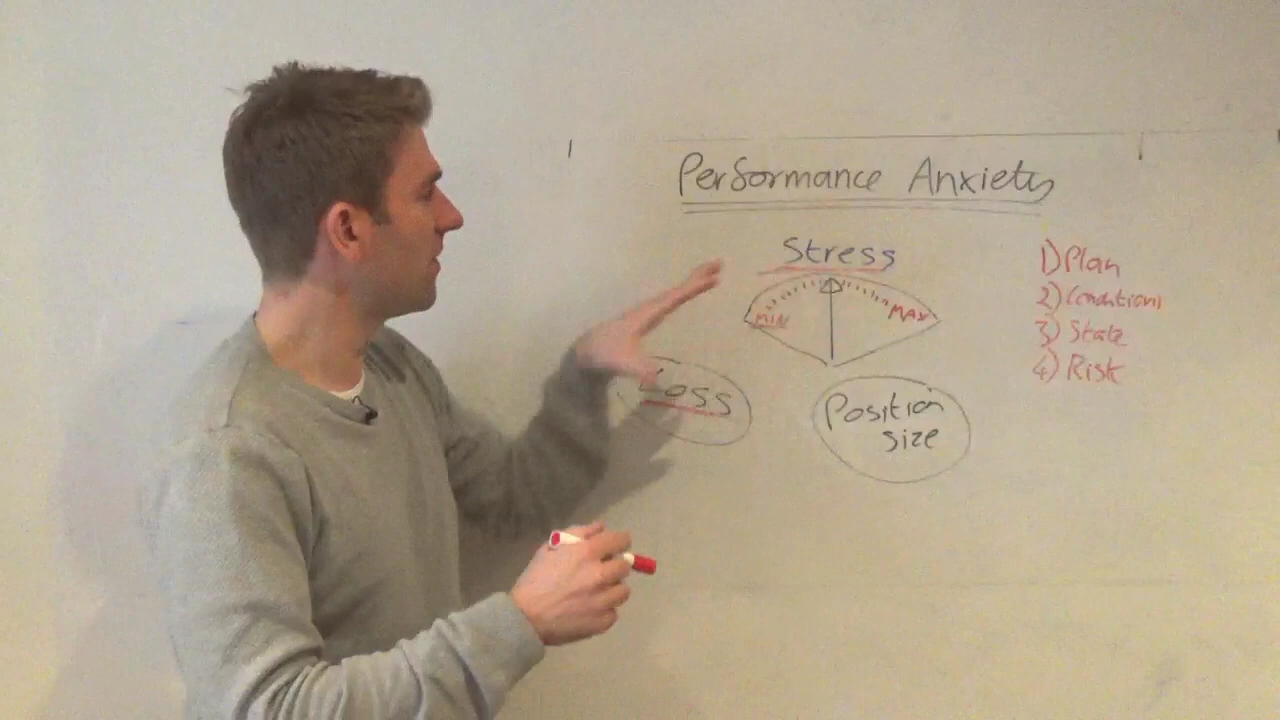 Performance Anxiety
Stress
MIN
MAX
Loss
Position
size
1) Plan
2) Conditions
3) State
4) Risk